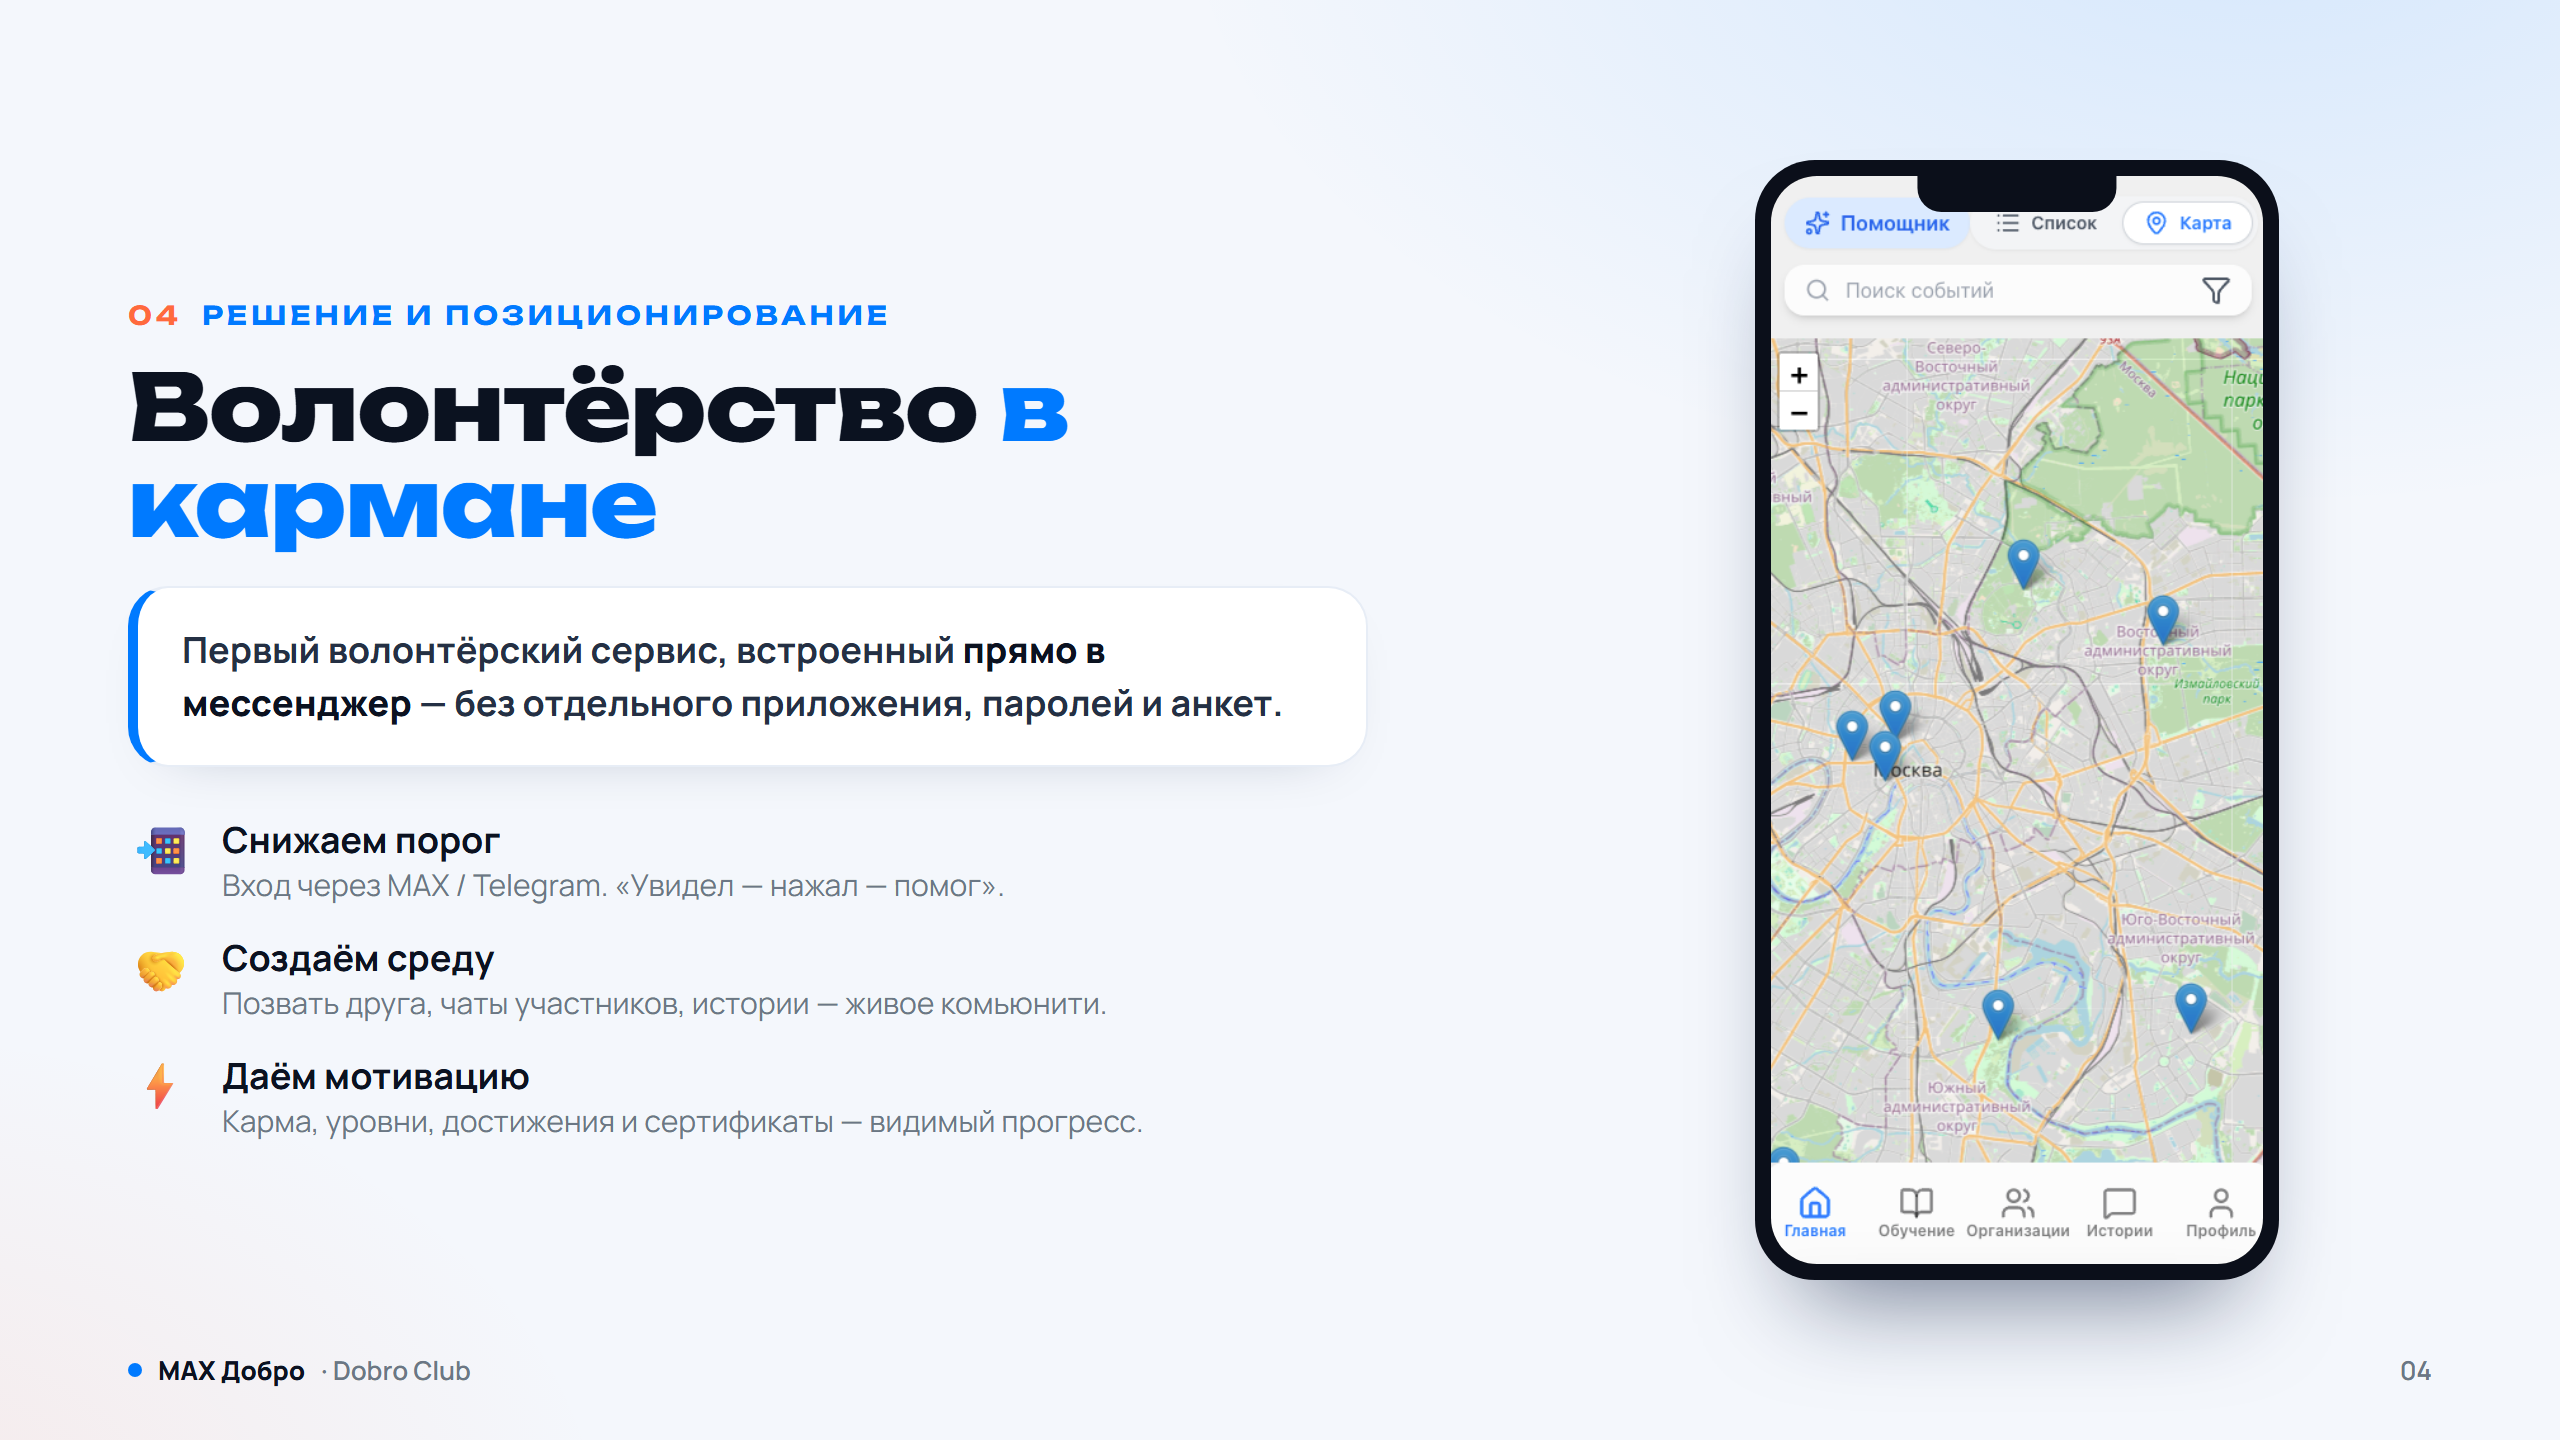 04 РЕШЕНИЕ И ПОЗИЦИОНИРОВАНИЕ
Волонтёрство в
кармане
Первый волонтёрский сервис, встроенный прямо в
мессенджер — без отдельного приложения, паролей и анкет.
Снижаем порог
Вход через MAX / Telegram. «Увидел — нажал — помог».
Создаём среду
Позвать друга, чаты участников, истории — живое комьюнити.
Даём мотивацию
Карма, уровни, достижения и сертификаты — видимый прогресс.
МАХ Добро · Dobro Club
04
Помощник
Список
Карта
Поиск событий
+
−
Северо-
Восточный
административный
округ
Москва
Восточный
административный
округ
Измайловский
парк
Москва
Юго-Восточный
административный
округ
Южный
административный
округ
Главная
Обучение
Организации
Истории
Профиль